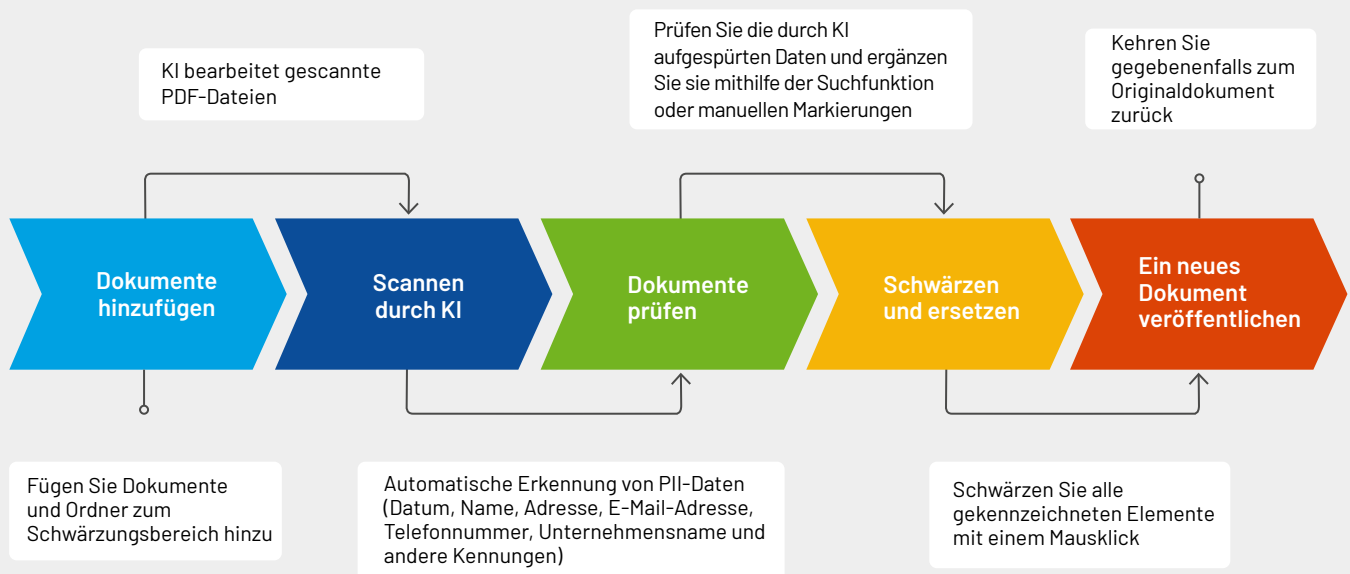 KI bearbeitet gescannte
PDF-Dateien
Prüfen Sie die durch KI
aufgespürten Daten und ergänzen
Sie sie mithilfe der Suchfunktion
oder manuellen Markierungen
Kehren Sie
gegebenenfalls zum
Originaldokument
zurück
Dokumente
hinzufügen
Scannen
durch KI
Dokumente
prüfen
Schwärzen
und ersetzen
Ein neues
Dokument
veröffentlichen
Fügen Sie Dokumente
und Ordner zum
Schwärzungsbereich hinzu
Automatische Erkennung von PII-Daten
(Datum, Name, Adresse, E-Mail-Adresse,
Telefonnummer, Unternehmensname und
andere Kennungen)
Schwärzen Sie alle
gekennzeichneten Elemente
mit einem Mausklick